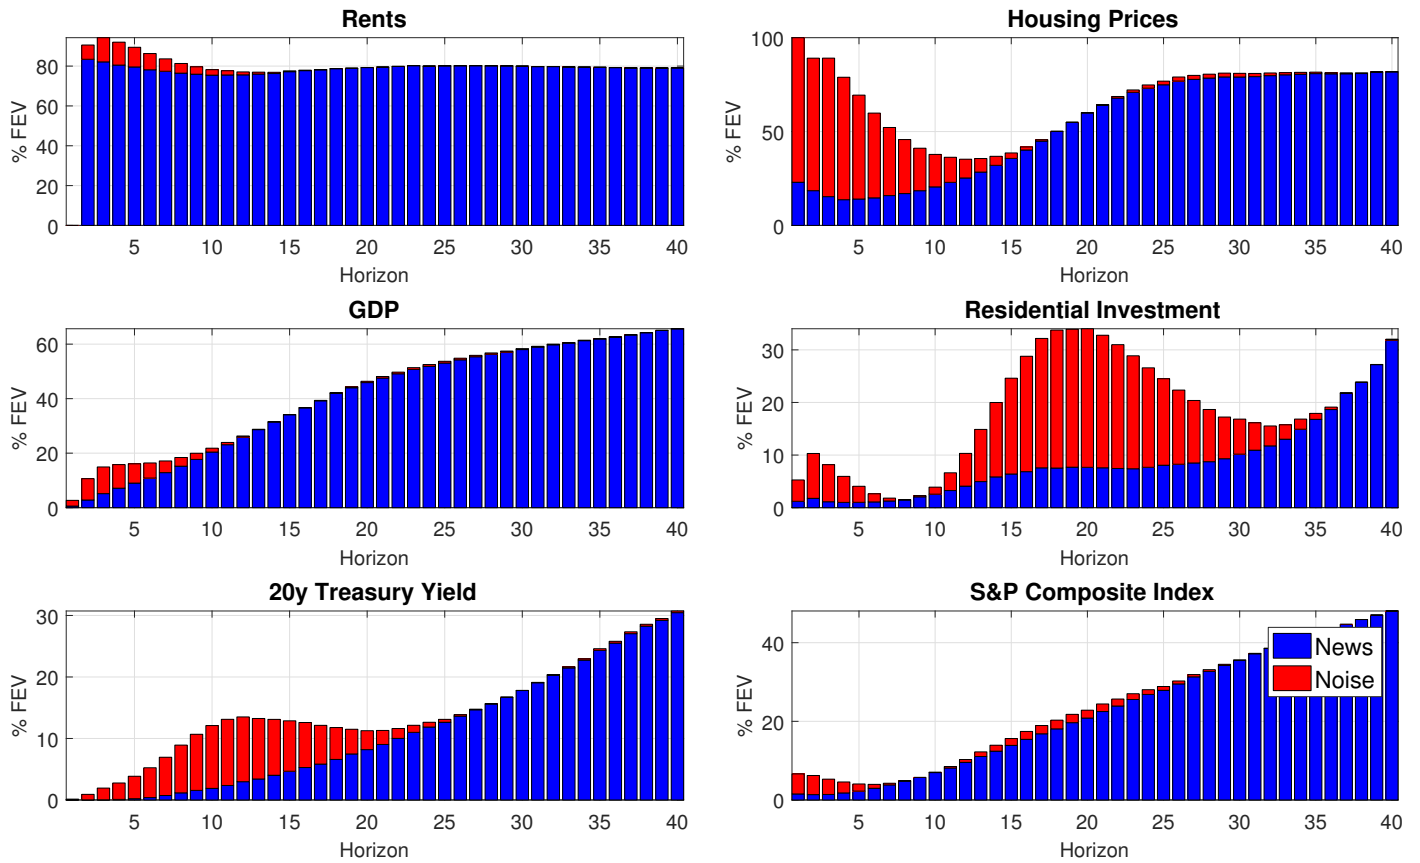 Rents
% FEV
0
20
40
60
80
5 10 15 20 25 30 35 40
Horizon
Housing Prices
% FEV
0
50
100
5 10 15 20 25 30 35 40
Horizon
GDP
% FEV
0
20
40
60
5 10 15 20 25 30 35 40
Horizon
Residential Investment
% FEV
0
10
20
30
5 10 15 20 25 30 35 40
Horizon
20y Treasury Yield
% FEV
0
10
20
30
5 10 15 20 25 30 35 40
Horizon
S&P Composite Index
% FEV
0
20
40
5 10 15 20 25 30 35 40
Horizon
News
Noise